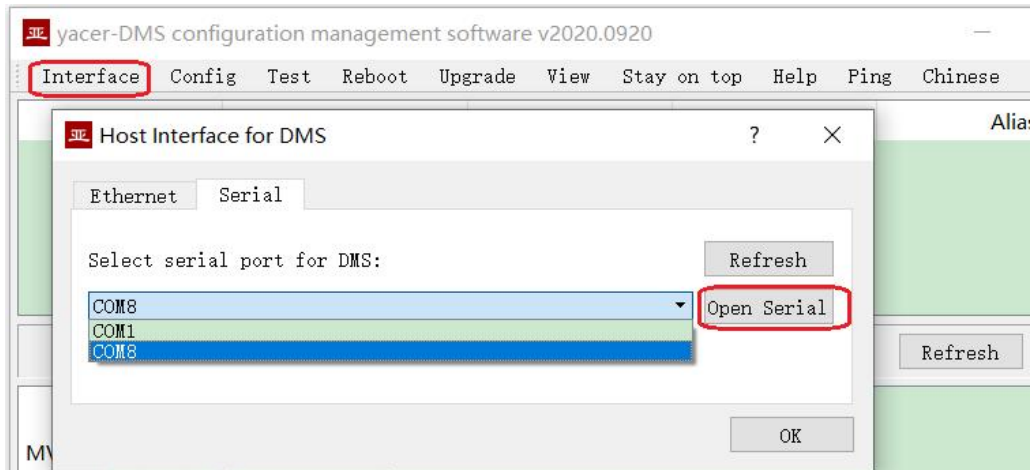 亚 yacer-DMS configuration management software v2020.0920
Interface Config Test Reboot Upgrade View Stay on top Help Ping Chinese
亚 Host Interface for DMS ?
Ethernet Serial
Select serial port for DMS:
Refresh
COM8
Open Serial
COM1
COM8
Refresh
OK